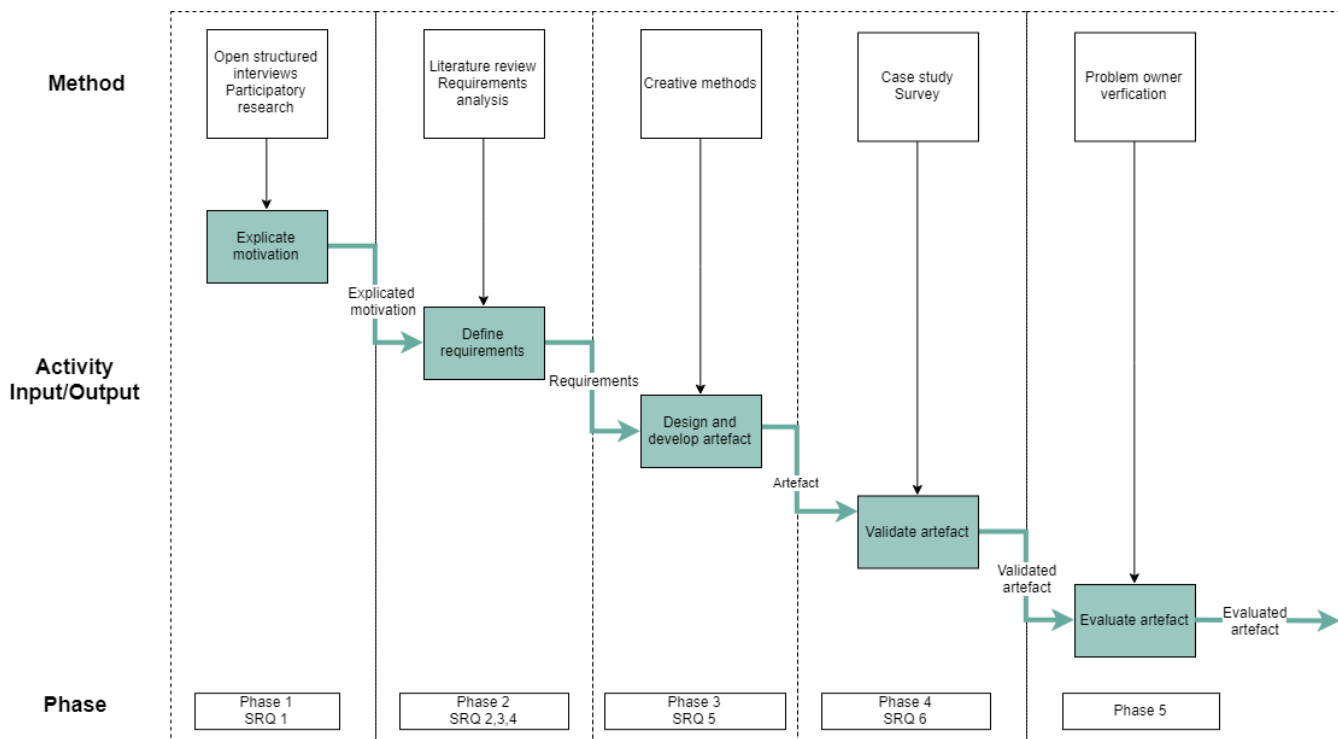 Method
Open structured
interviews
Participatory
research
Literature review
Requirements
analysis
Creative methods
Case study
Survey
Problem owner
verfication
Activity
Input/Output
Explicate
motivation
Explicated
motivation
Define
requirements
Requirements
Design and
develop artefact
Artefact
Validate artefact
Validated
artefact
Evaluate artefact
Evaluated
artefact
Phase
Phase 1
SRQ 1
Phase 2
SRQ 2,3,4
Phase 3
SRQ 5
Phase 4
SRQ 6
Phase 5